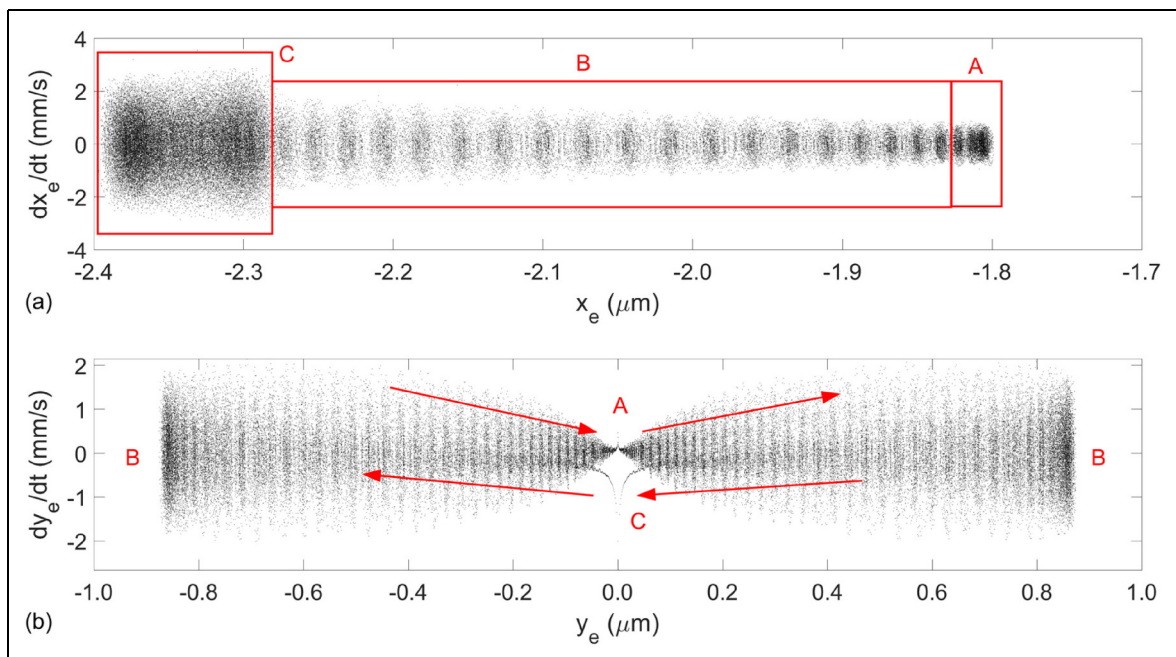 C
B
A
4
2
0
-2
-4
dx_e/dt (mm/s)
-2.4 -2.3 -2.2 -2.1 -2.0 -1.9 -1.8 -1.7
(a)
x_e (μm)
2
1
0
-1
-2
dy_e/dt (mm/s)
A
B
B
C
-1.0 -0.8 -0.6 -0.4 -0.2 0.0 0.2 0.4 0.6 0.8 1.0
(b)
y_e (μm)